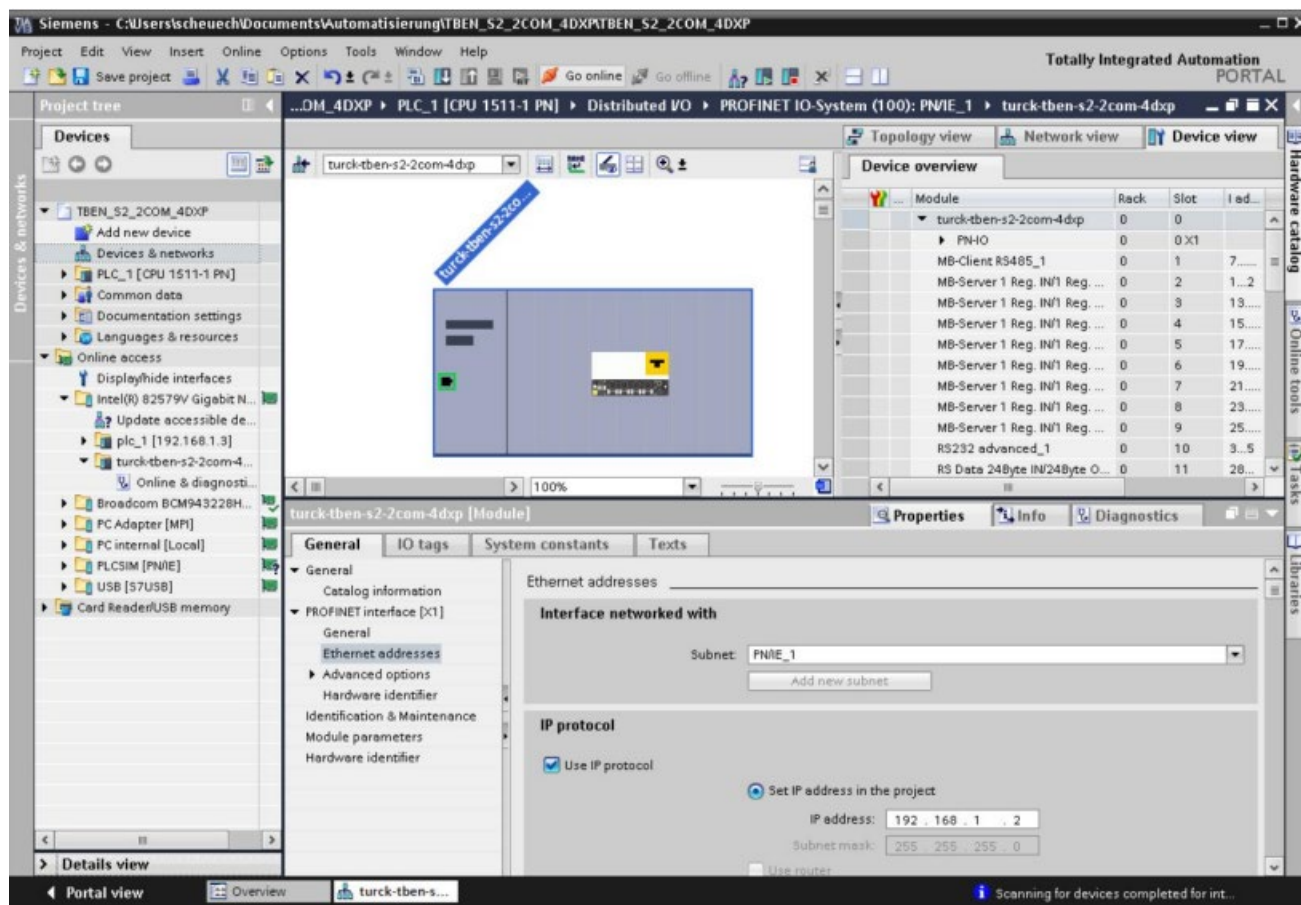 Siemens - C:\Users\scheuech\Documents\Automatisierung\TBEN_S2_2COM_4DXP\TBEN_S2_2COM_4DXP
Project Edit View Insert Online Options Tools Window Help
Totally Integrated Automation
PORTAL
Save project
Go online
Go offline
Project tree
...OM_4DXP ▸ PLC_1 [CPU 1511-1 PN] ▸ Distributed I/O ▸ PROFINET IO-System (100): PN/IE_1 ▸ turck-tben-s2-2com-4dxp
Devices
Topology view
Network view
Device view
turck-tben-s2-2com-4dxp
Device overview
Devices & networks
TBEN_S2_2COM_4DXP
Add new device
Devices & networks
PLC_1 [CPU 1511-1 PN]
Common data
Documentation settings
Languages & resources
Online access
Display/hide interfaces
Intel(R) 82579V Gigabit N...
Update accessible de...
plc_1 [192.168.1.3]
turck-tben-s2-2com-4...
Online & diagnosti...
Broadcom BCM943228H...
PC Adapter [MPI]
PC internal [Local]
PLCSIM [PN/IE]
USB [S7USB]
Card Reader/USB memory
turck-tben-s2-2co...
100%
... Module Rack Slot I ad...
turck-tben-s2-2com-4dxp 0 0
PN-IO 0 0 X1
MB-Client RS485_1 0 1 7......
MB-Server 1 Reg. IN/1 Reg. ... 0 2 1...2
MB-Server 1 Reg. IN/1 Reg. ... 0 3 13.....
MB-Server 1 Reg. IN/1 Reg. ... 0 4 15.....
MB-Server 1 Reg. IN/1 Reg. ... 0 5 17.....
MB-Server 1 Reg. IN/1 Reg. ... 0 6 19.....
MB-Server 1 Reg. IN/1 Reg. ... 0 7 21.....
MB-Server 1 Reg. IN/1 Reg. ... 0 8 23.....
MB-Server 1 Reg. IN/1 Reg. ... 0 9 25.....
RS232 advanced_1 0 10 3...5
RS Data 24Byte IN/24Byte O... 0 11 28...
Hardware catalog
Online tools
Tasks
Libraries
turck-tben-s2-2com-4dxp [Module]
Properties
Info
Diagnostics
General
IO tags
System constants
Texts
General
Catalog information
PROFINET interface [X1]
General
Ethernet addresses
Advanced options
Hardware identifier
Identification & Maintenance
Module parameters
Hardware identifier
Ethernet addresses
Interface networked with
Subnet: PN/IE_1
Add new subnet
IP protocol
Use IP protocol
Set IP address in the project
IP address: 192 . 168 . 1 . 2
Subnet mask: 255 . 255 . 255 . 0
Use router
Details view
Portal view
Overview
turck-tben-s...
Scanning for devices completed for int...